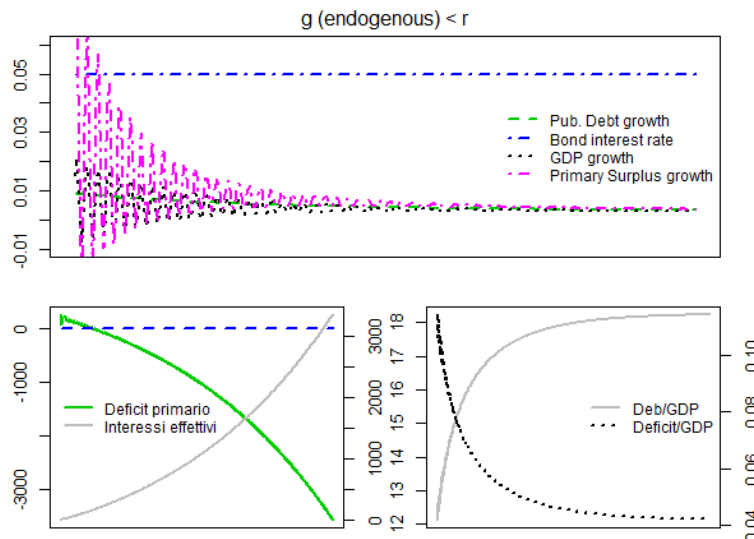 g (endogenous) < r
0.05
0.03
0.01
-0.01
Pub. Debt growth
Bond interest rate
GDP growth
Primary Surplus growth
0
-1000
-3000
Deficit primario
Interessi effettivi
3000
2000
1000
0
18
17
16
15
14
13
12
Deb/GDP
Deficit/GDP
0.10
0.08
0.06
0.04